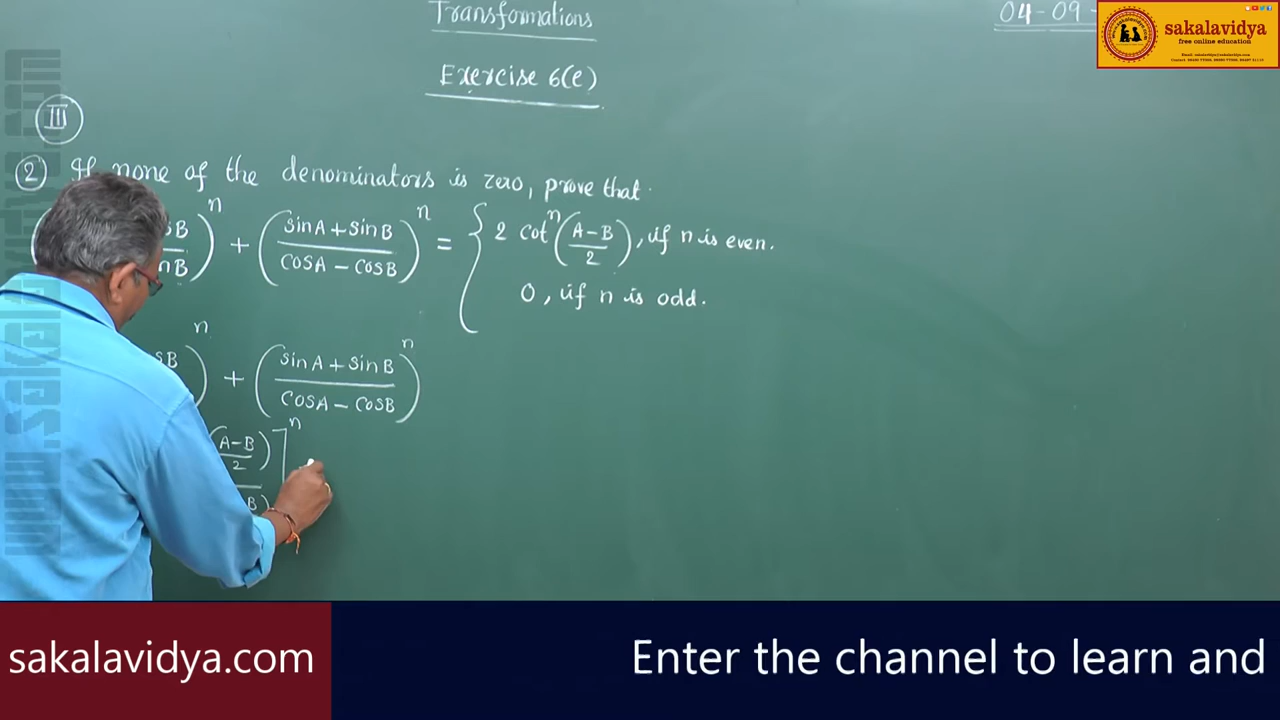 Transformations
04-09-
Exercise 6(e)
III
2 If none of the denominators is zero, prove that.
sB / nB)^n + (sinA + sinB / cosA - cosB)^n = { 2 cot^n (A-B / 2), if n is even.
0, if n is odd.
sB)^n + (sinA + sinB / cosA - cosB)^n
(A-B / 2)]^n
B)
sakalavidya
free online education
sakalavidya.com
Enter the channel to learn and